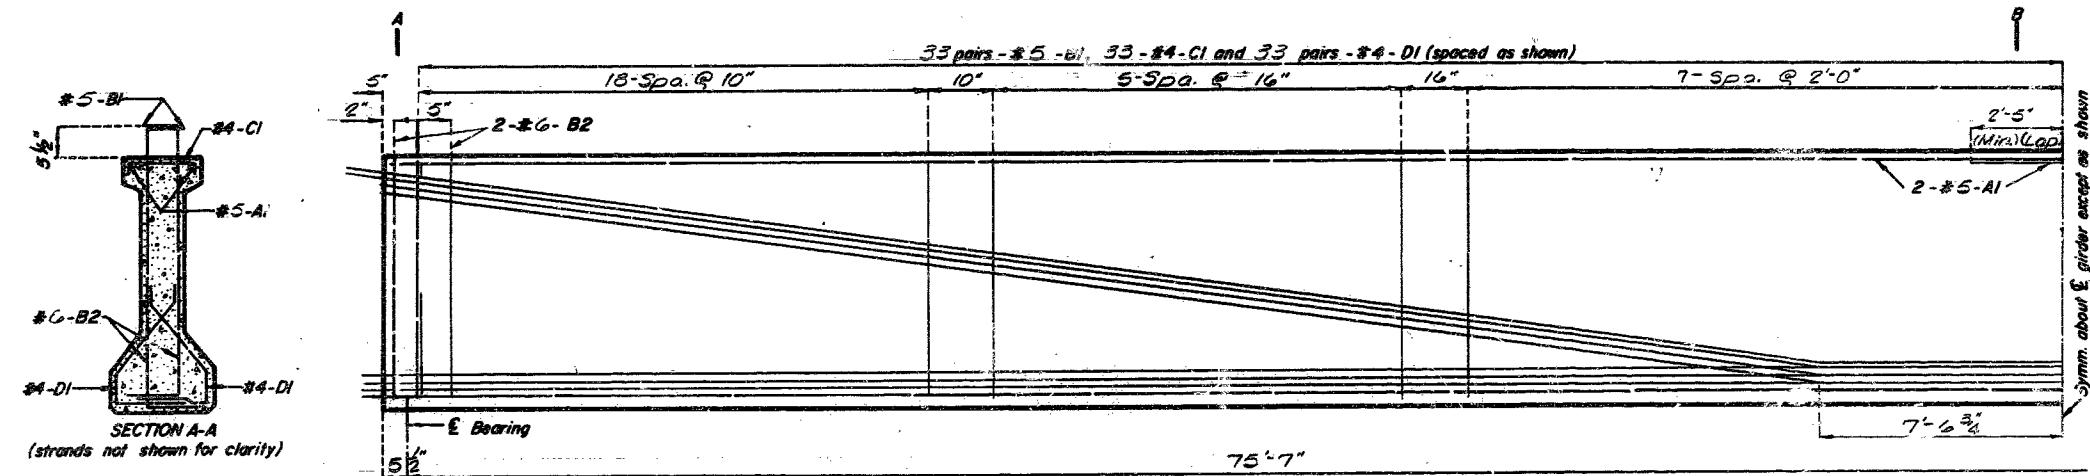 A
B
33 pairs - #5 - B1, 33 - #4 - C1 and 33 pairs - #4 - D1 (spaced as shown)
5"
18-Spa. @ 10"
10"
5-Spa. @ 16"
16"
7-Spa. @ 2'-0"
2"
5"
2-#6-B2
2'-5"
(Min.) Lap
2-#5-A1
#5-B1
#4-C1
5½"
#5-A1
#6-B2
#4-D1
#4-D1
SECTION A-A
(strands not shown for clarity)
℄ Bearing
5½"
7'-6¾"
75'-7"
Symm. about ℄ girder except as shown